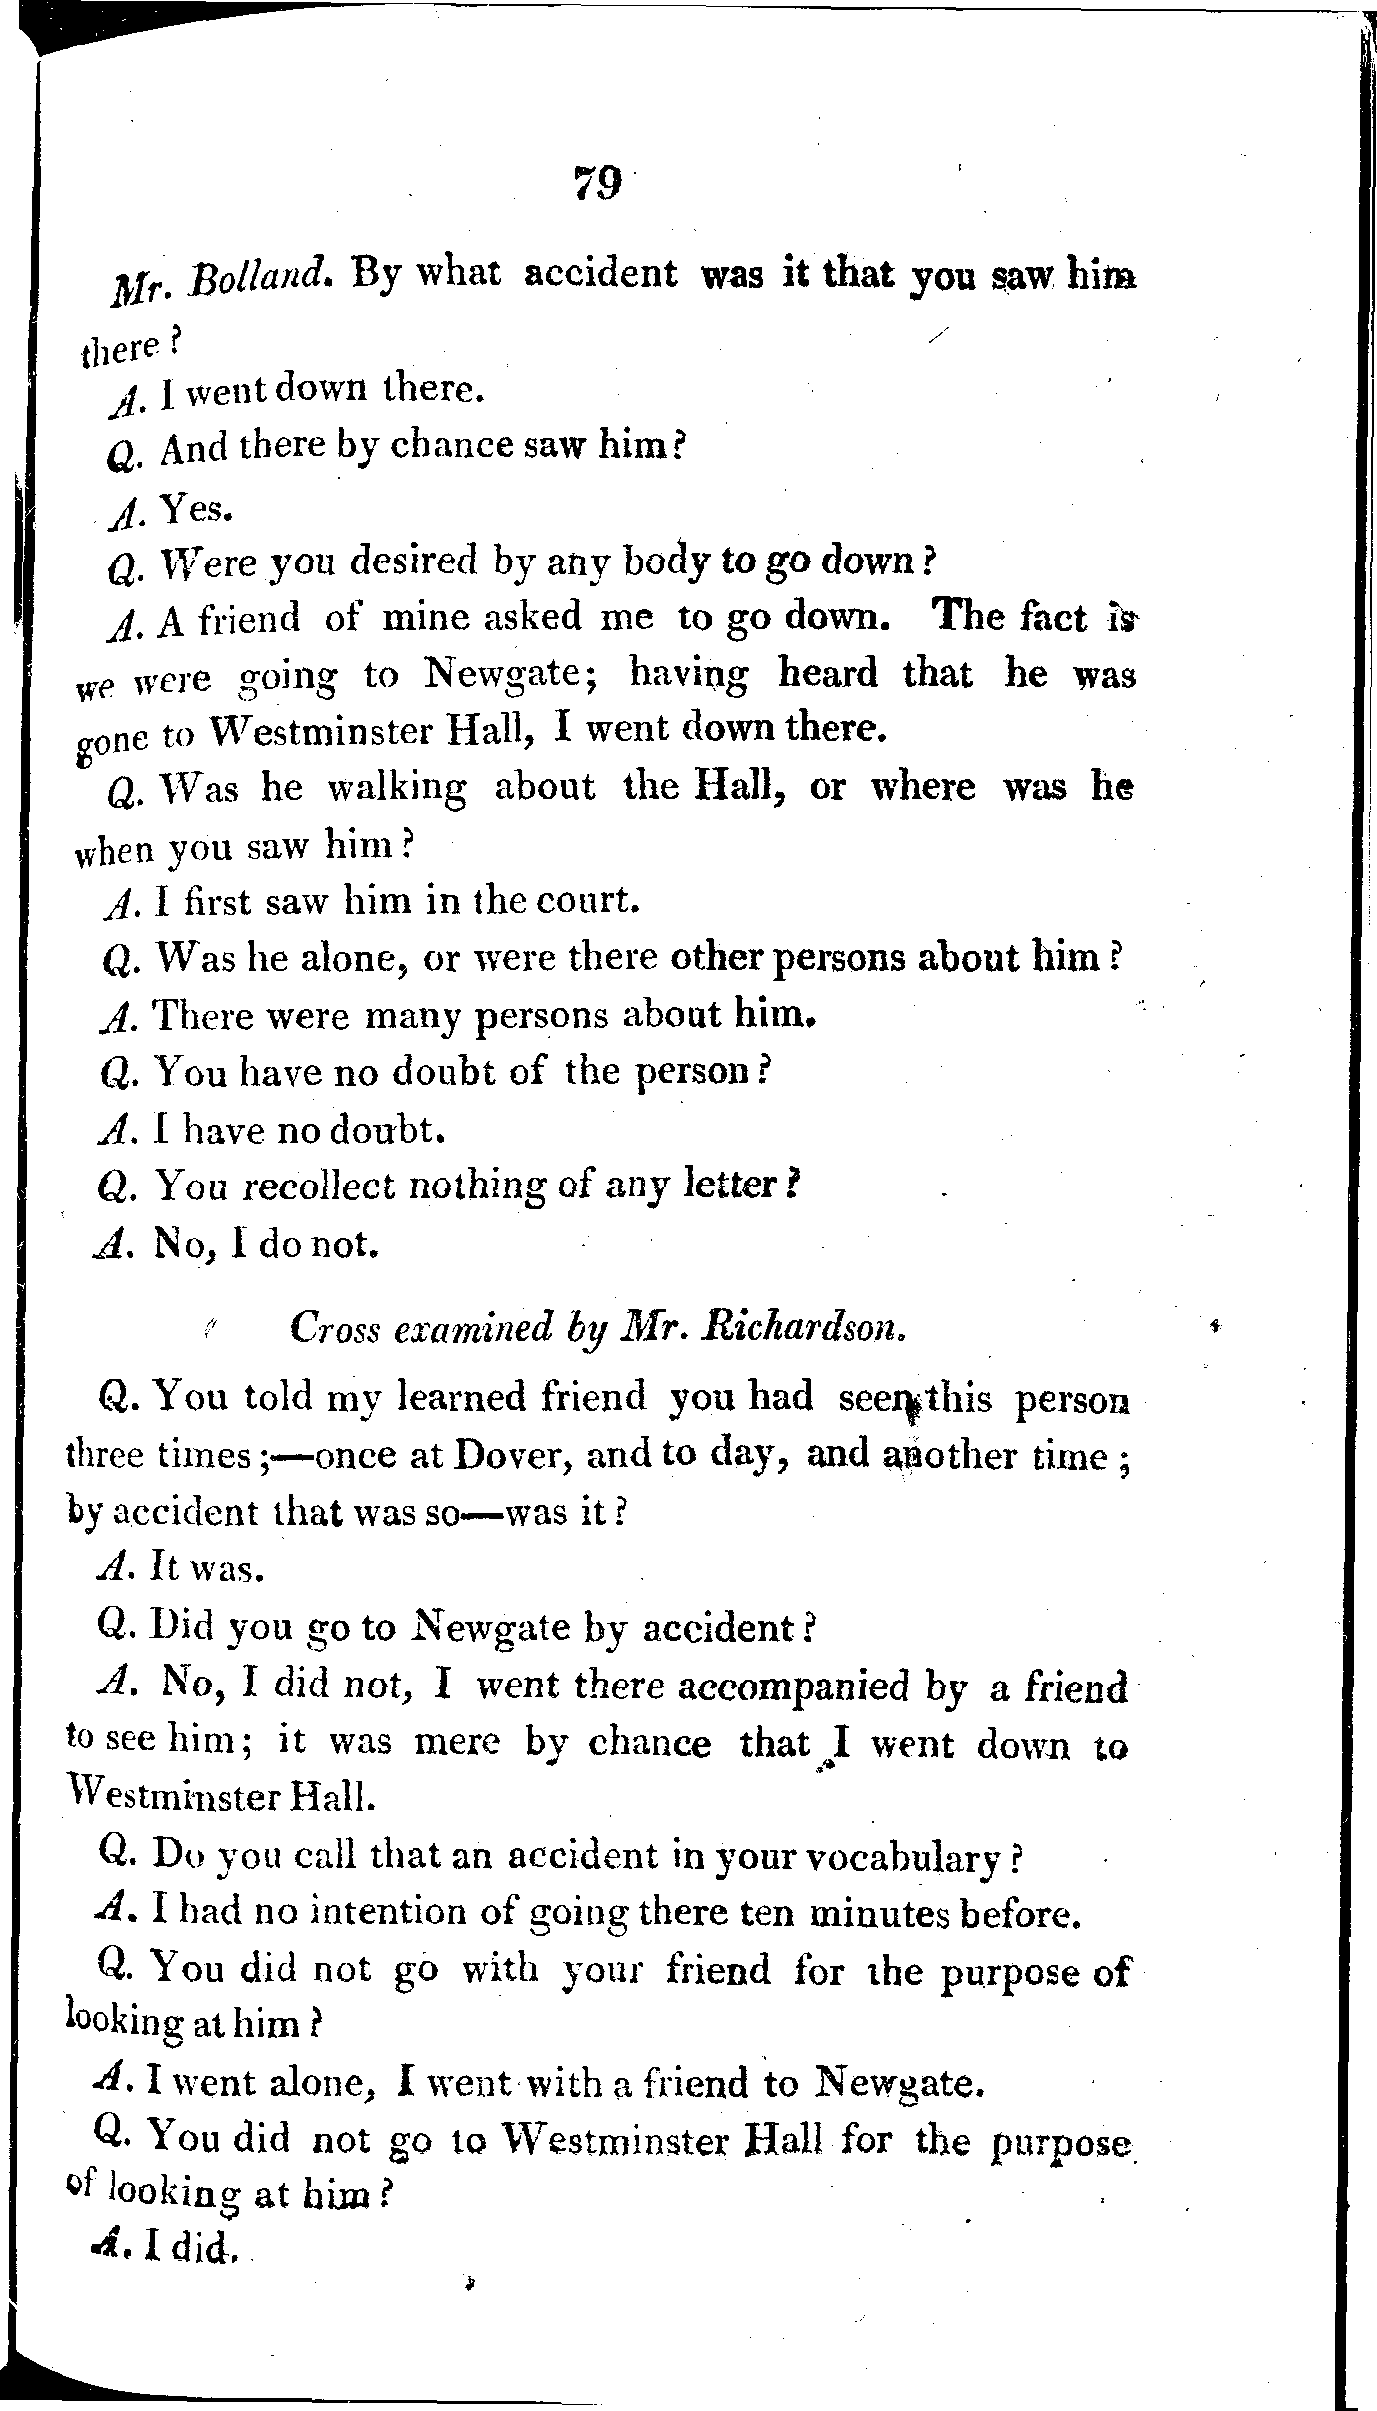 79
Mr. Bolland. By what accident was it that you saw him
there?
A. I went down there.
Q. And there by chance saw him?
A. Yes.
Q. Were you desired by any body to go down?
A. A friend of mine asked me to go down. The fact is
we were going to Newgate; having heard that he was
gone to Westminster Hall, I went down there.
Q. Was he walking about the Hall, or where was he
when you saw him?
A. I first saw him in the court.
Q. Was he alone, or were there other persons about him?
A. There were many persons about him.
Q. You have no doubt of the person?
A. I have no doubt.
Q. You recollect nothing of any letter?
A. No, I do not.
Cross examined by Mr. Richardson.
Q. You told my learned friend you had seen this person
three times;—once at Dover, and to day, and another time;
by accident that was so—was it?
A. It was.
Q. Did you go to Newgate by accident?
A. No, I did not, I went there accompanied by a friend
to see him; it was mere by chance that I went down to
Westminster Hall.
Q. Do you call that an accident in your vocabulary?
A. I had no intention of going there ten minutes before.
Q. You did not go with your friend for the purpose of
looking at him?
A. I went alone, I went with a friend to Newgate.
Q. You did not go to Westminster Hall for the purpose
of looking at him?
A. I did.